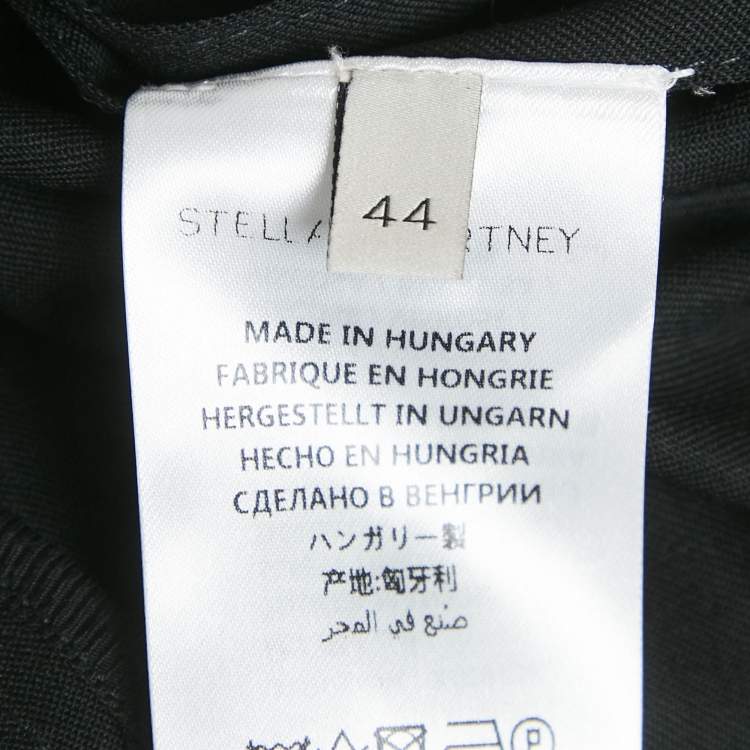 44
STELLA RTNEY
MADE IN HUNGARY
FABRIQUE EN HONGRIE
HERGESTELLT IN UNGARN
HECHO EN HUNGRIA
СДЕЛАНО В ВЕНГРИИ
ハンガリー製
产地:匈牙利
صنع في المجر